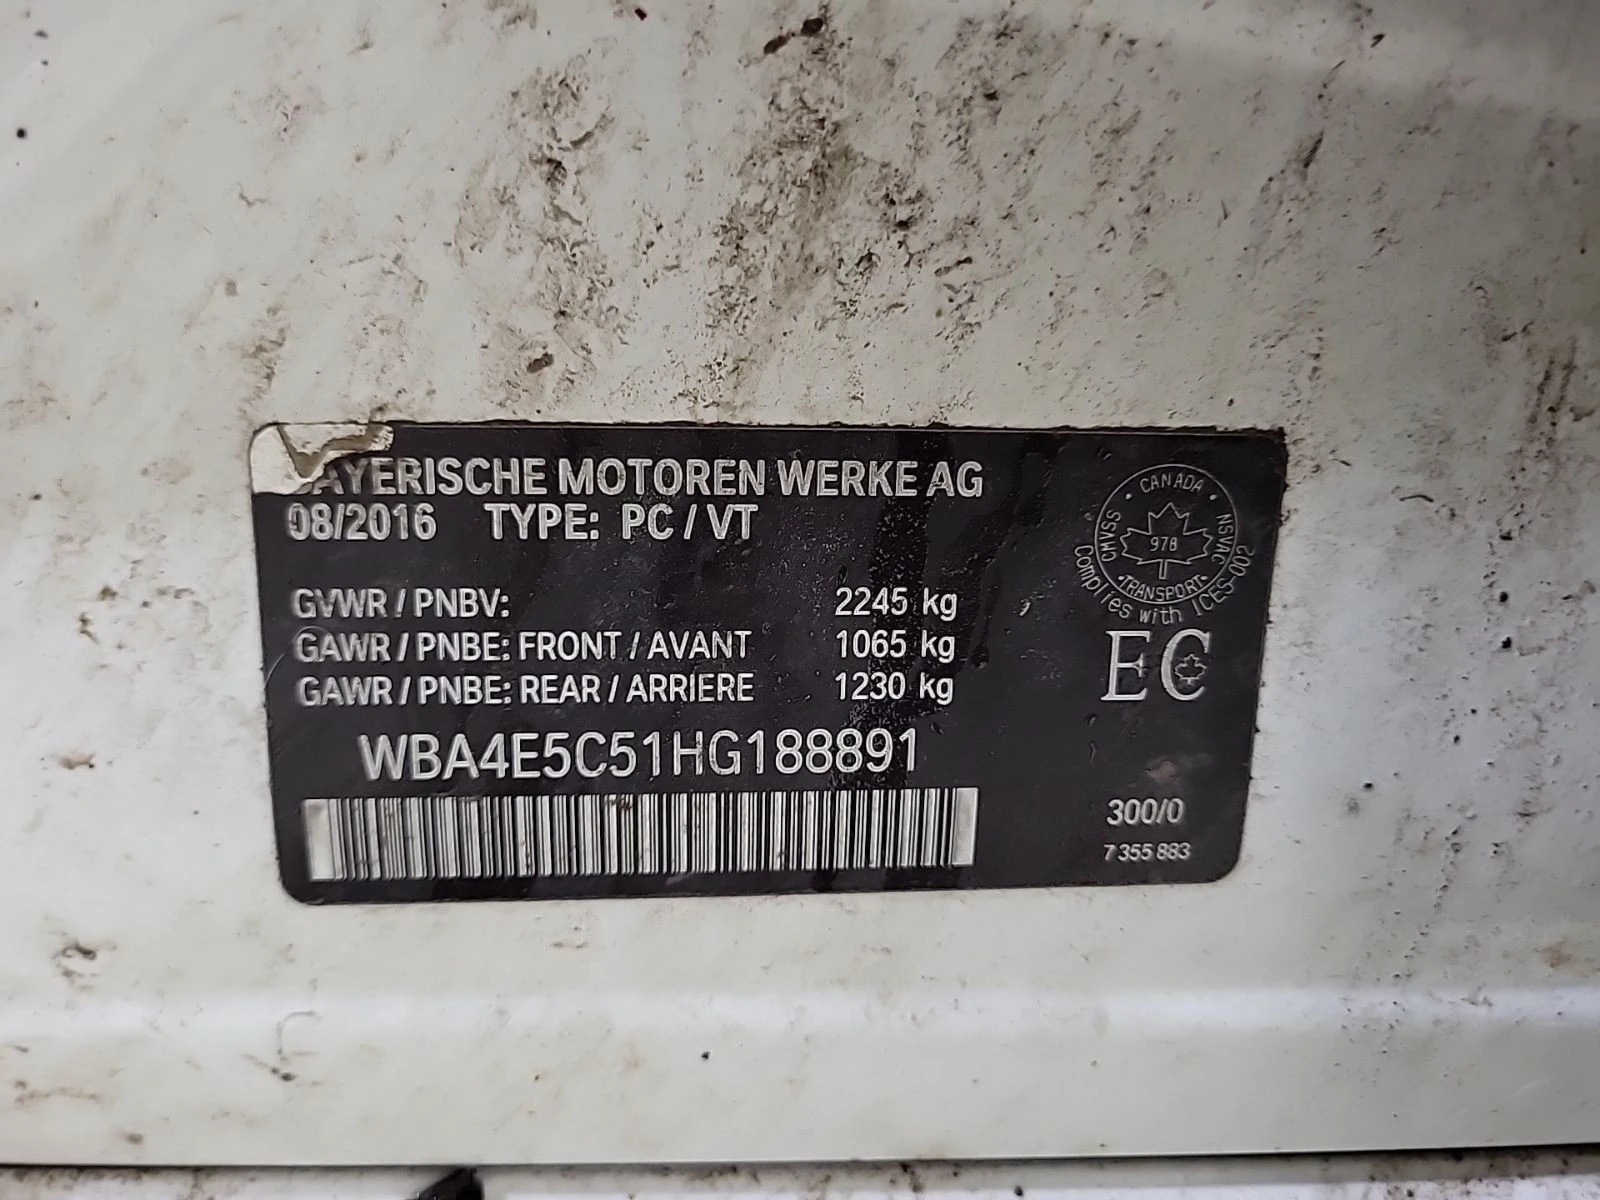 BAYERISCHE MOTOREN WERKE AG
08/2016 TYPE: PC / VT
GVWR / PNBV: 2245 kg
GAWR / PNBE: FRONT / AVANT 1065 kg
GAWR / PNBE: REAR / ARRIERE 1230 kg
WBA4E5C51HG188891
CANADA
CMVSS
NSVAC
978
TRANSPORT
Complies with ICES-002
EC
300/0
7 355 883